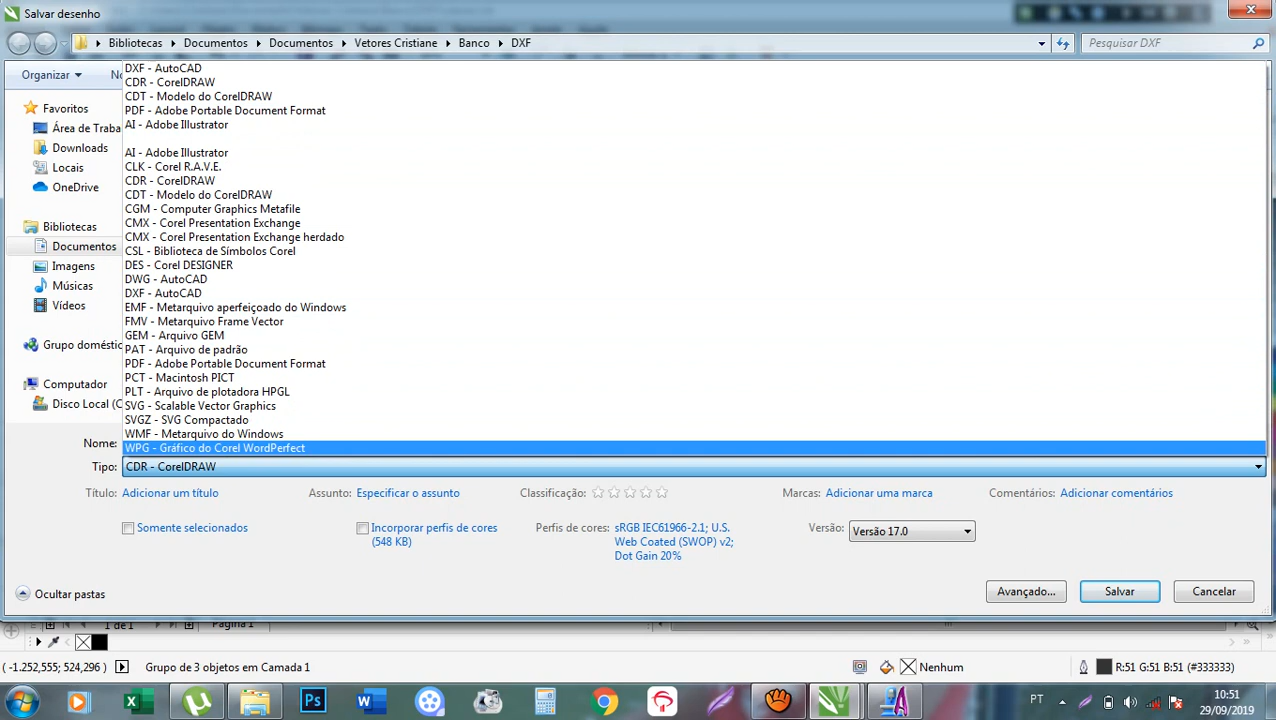 Salvar desenho
Bibliotecas Documentos Documentos Vetores Cristiane Banco DXF
Pesquisar DXF
Organizar
DXF - AutoCAD
CDR - CorelDRAW
CDT - Modelo do CorelDRAW
PDF - Adobe Portable Document Format
AI - Adobe Illustrator
AI - Adobe Illustrator
CLK - Corel R.A.V.E.
CDR - CorelDRAW
CDT - Modelo do CorelDRAW
CGM - Computer Graphics Metafile
CMX - Corel Presentation Exchange
CMX - Corel Presentation Exchange herdado
CSL - Biblioteca de Símbolos Corel
DES - Corel DESIGNER
DWG - AutoCAD
DXF - AutoCAD
EMF - Metarquivo aperfeiçoado do Windows
FMV - Metarquivo Frame Vector
GEM - Arquivo GEM
PAT - Arquivo de padrão
PDF - Adobe Portable Document Format
PCT - Macintosh PICT
PLT - Arquivo de plotadora HPGL
SVG - Scalable Vector Graphics
SVGZ - SVG Compactado
WMF - Metarquivo do Windows
WPG - Gráfico do Corel WordPerfect
Favoritos
Área de Traba
Downloads
Locais
OneDrive
Bibliotecas
Documentos
Imagens
Músicas
Vídeos
Grupo domésti
Computador
Disco Local (C
Nome:
Tipo: CDR - CorelDRAW
Título: Adicionar um título Assunto: Especificar o assunto Classificação: Marcas: Adicionar uma marca Comentários: Adicionar comentários
Somente selecionados
Incorporar perfis de cores
(548 KB)
Perfis de cores: sRGB IEC61966-2.1; U.S.
Web Coated (SWOP) v2;
Dot Gain 20%
Versão: Versão 17.0
Ocultar pastas
Avançado... Salvar Cancelar
1 de 1 Página 1
( -1.252,555; 524,296 ) Grupo de 3 objetos em Camada 1 Nenhum R:51 G:51 B:51 (#333333)
PT
10:51
29/09/2019